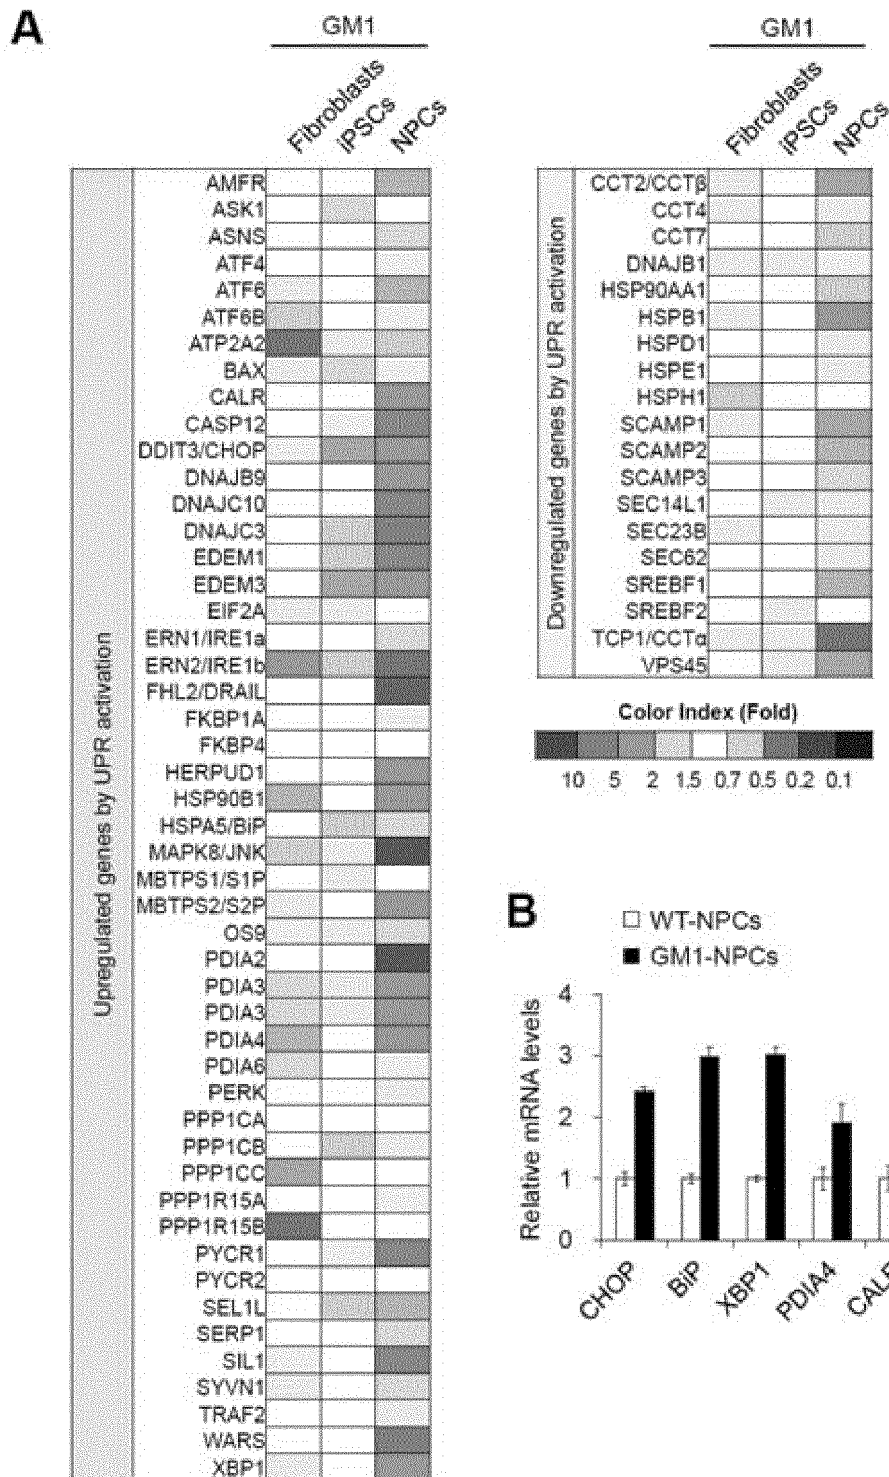 A
GM1
Fibroblasts
iPSCs
NPCs
Upregulated genes by UPR activation
AMFR
ASK1
ASNS
ATF4
ATF6
ATF6B
ATP2A2
BAX
CALR
CASP12
DDIT3/CHOP
DNAJB9
DNAJC10
DNAJC3
EDEM1
EDEM3
EIF2A
ERN1/IRE1a
ERN2/IRE1b
FHL2/DRAIL
FKBP1A
FKBP4
HERPUD1
HSP90B1
HSPA5/BiP
MAPK8/JNK
MBTPS1/S1P
MBTPS2/S2P
OS9
PDIA2
PDIA3
PDIA3
PDIA4
PDIA6
PERK
PPP1CA
PPP1CB
PPP1CC
PPP1R15A
PPP1R15B
PYCR1
PYCR2
SEL1L
SERP1
SIL1
SYVN1
TRAF2
WARS
XBP1
GM1
Fibroblasts
iPSCs
NPCs
Downregulated genes by UPR activation
CCT2/CCTβ
CCT4
CCT7
DNAJB1
HSP90AA1
HSPB1
HSPD1
HSPE1
HSPH1
SCAMP1
SCAMP2
SCAMP3
SEC14L1
SEC23B
SEC62
SREBF1
SREBF2
TCP1/CCTα
VPS45
Color Index (Fold)
10 5 2 1.5 0.7 0.5 0.2 0.1
B
WT-NPCs
GM1-NPCs
Relative mRNA levels
4
3
2
1
0
CHOP
BiP
XBP1
PDIA4